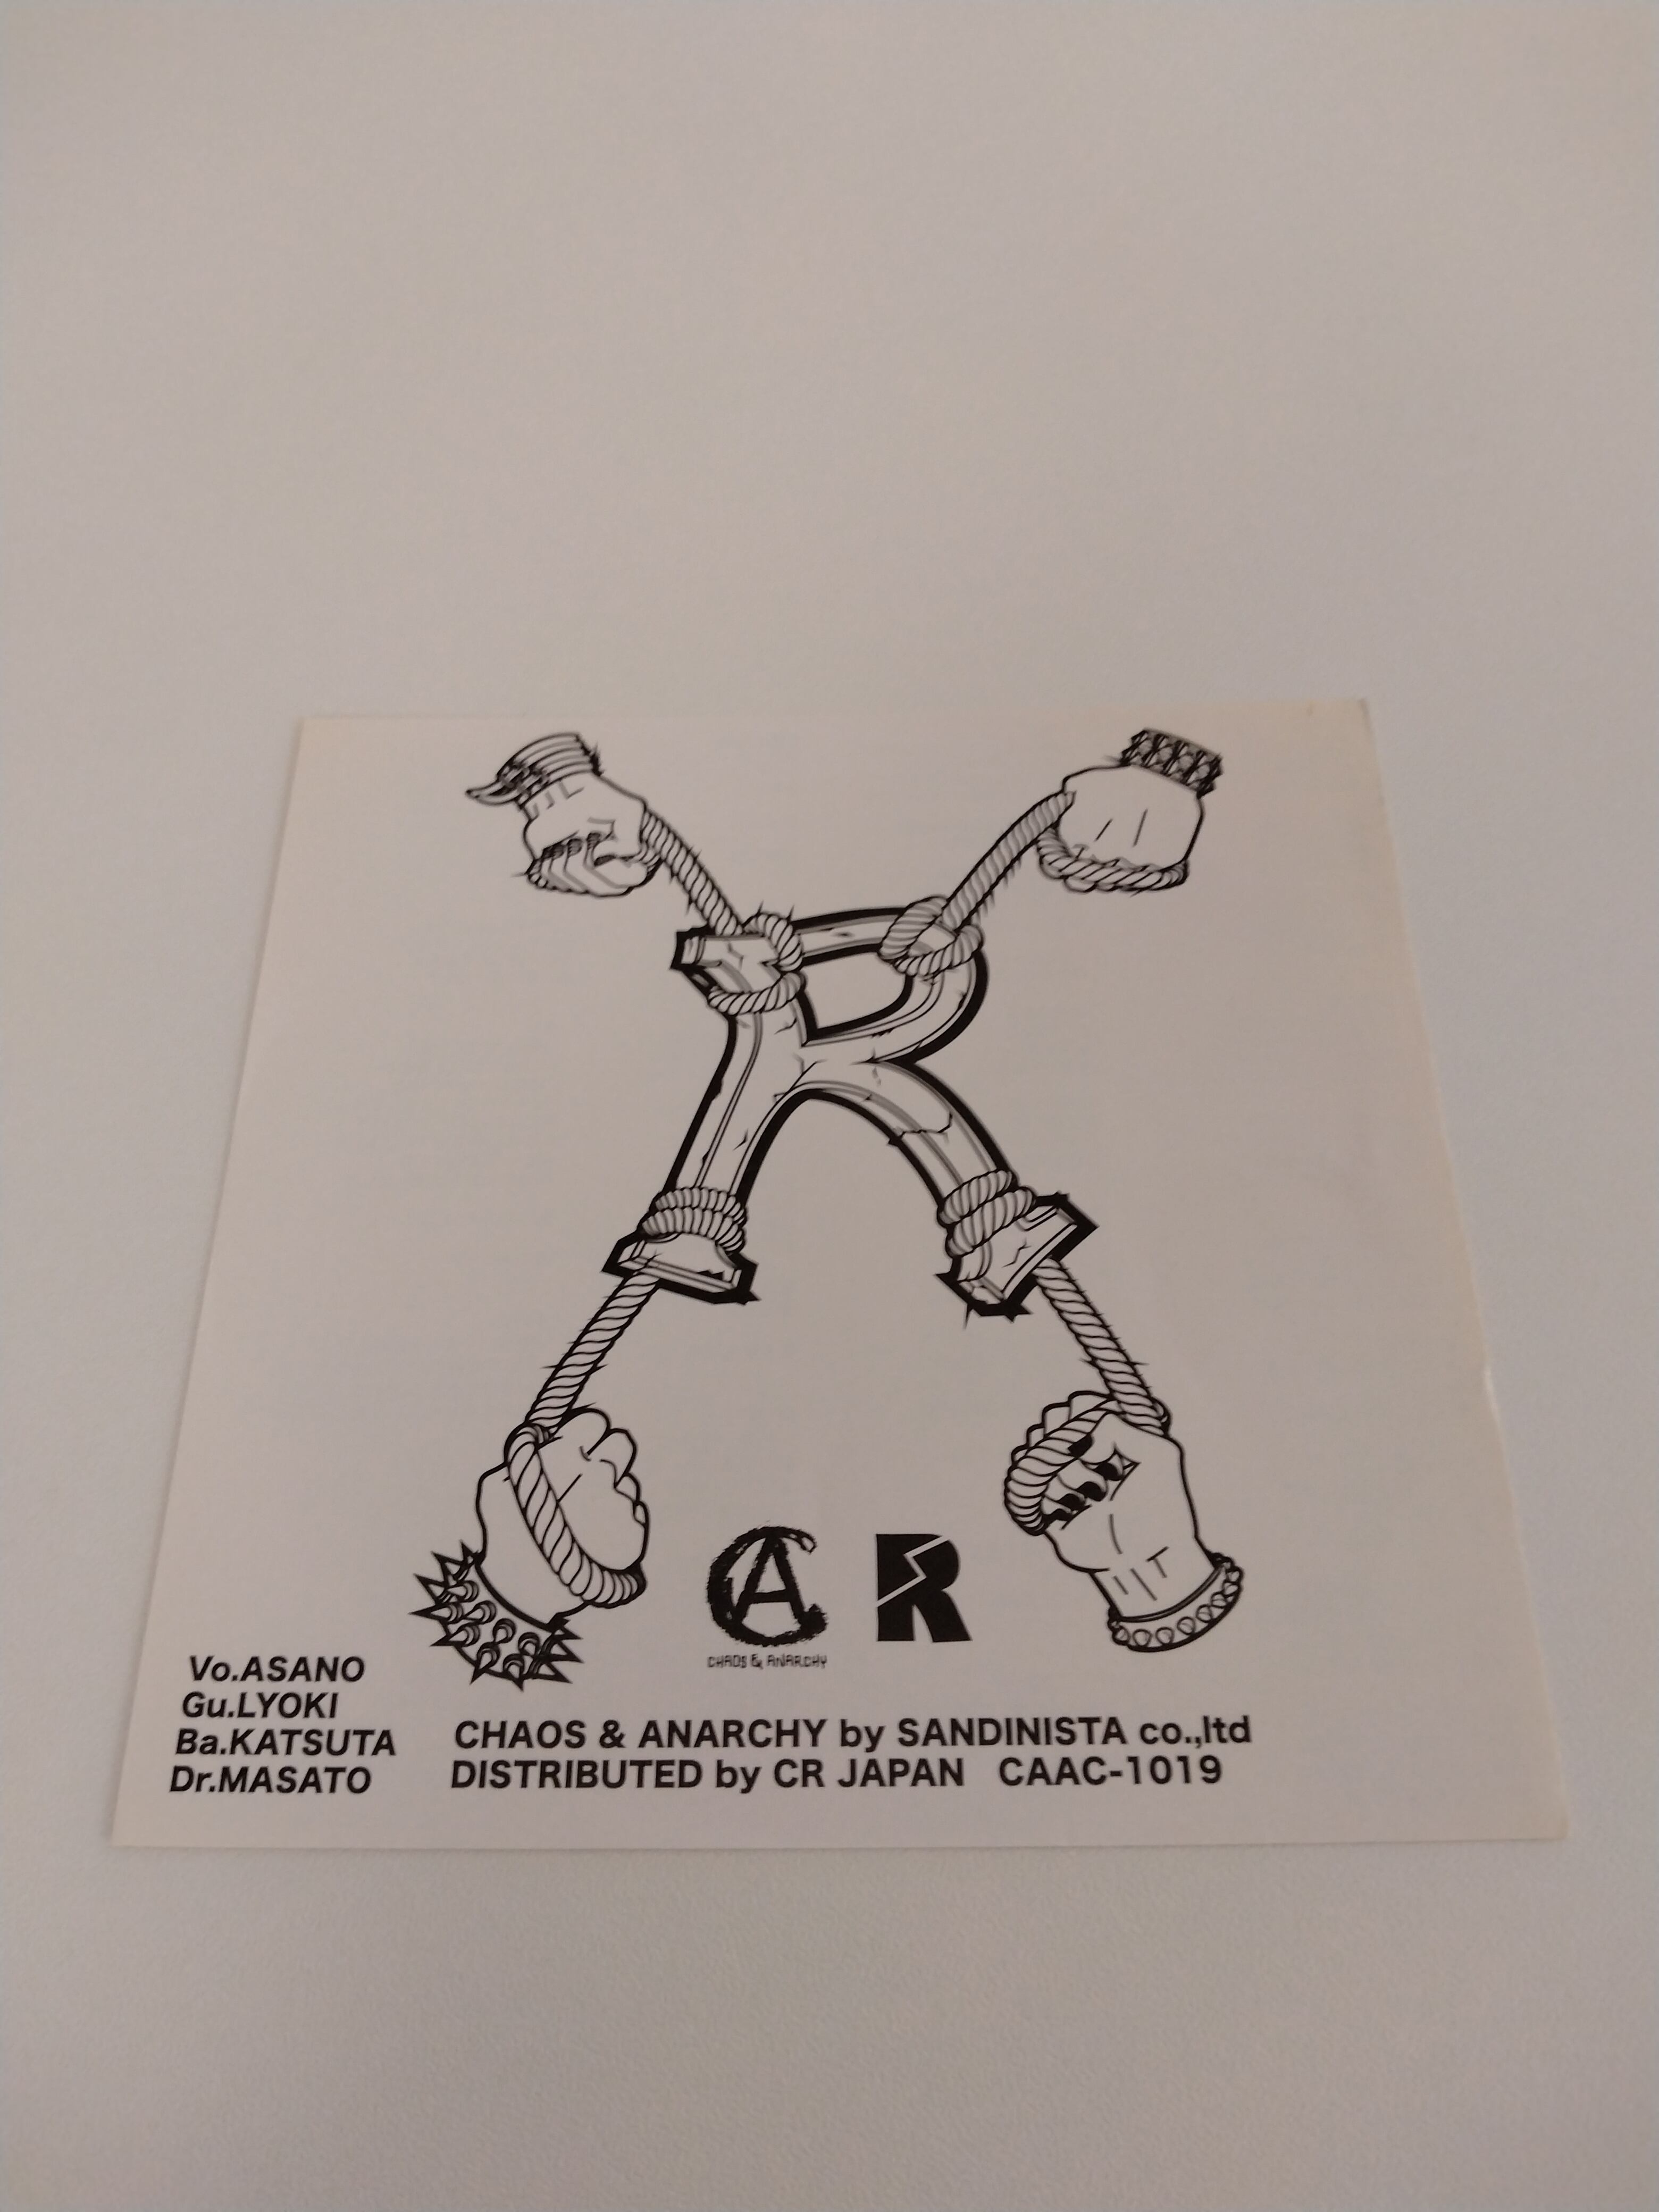 R
CA R
CHAOS & ANARCHY
Vo.ASANO
Gu.LYOKI
Ba.KATSUTA
Dr.MASATO
CHAOS & ANARCHY by SANDINISTA co.,ltd
DISTRIBUTED by CR JAPAN CAAC-1019